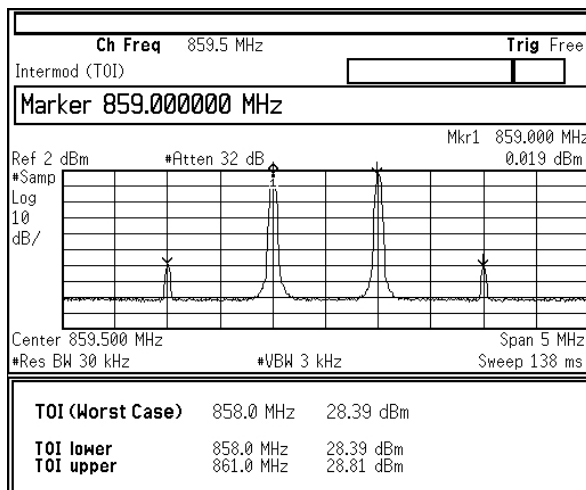 Ch Freq 859.5 MHz Trig Free
Intermod (TOI)
Marker 859.000000 MHz
Mkr1 859.000 MHz
Ref 2 dBm #Atten 32 dB 0.019 dBm
#Samp
Log
10
dB/
Center 859.500 MHz Span 5 MHz
#Res BW 30 kHz #VBW 3 kHz Sweep 138 ms
TOI (Worst Case) 858.0 MHz 28.39 dBm
TOI lower 858.0 MHz 28.39 dBm
TOI upper 861.0 MHz 28.81 dBm